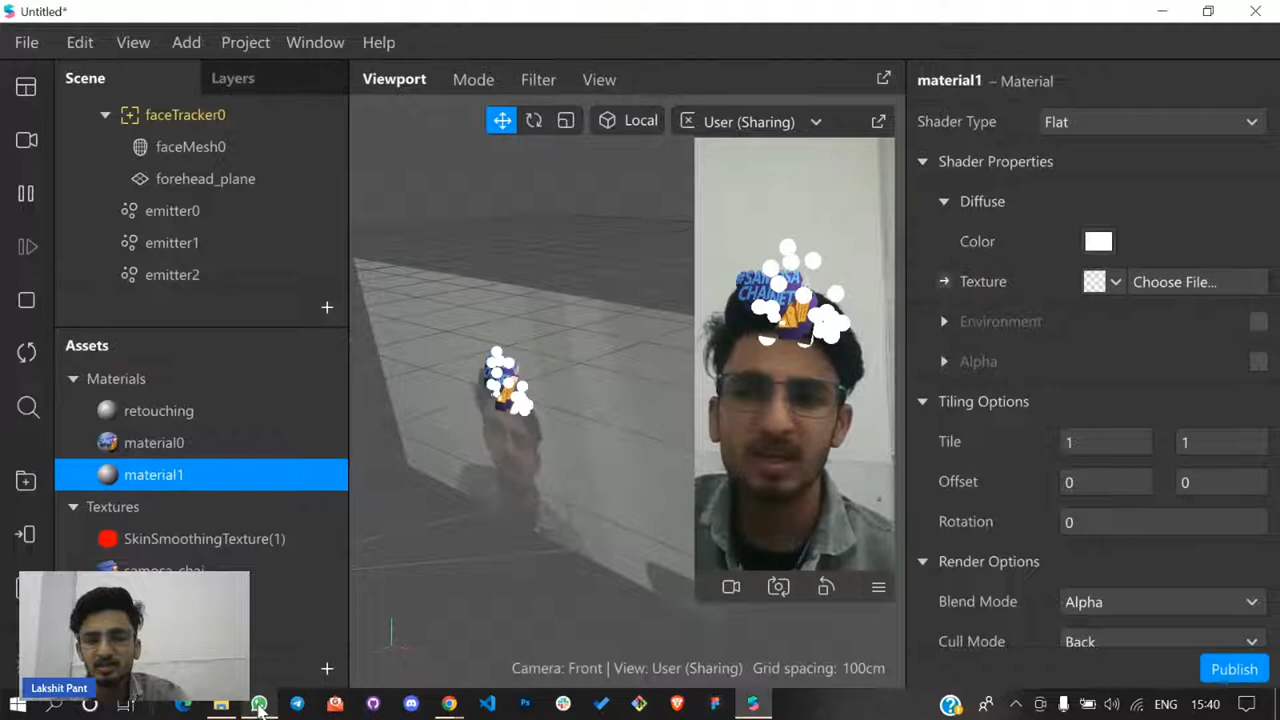 Untitled*
File Edit View Add Project Window Help
Scene Layers
faceTracker0
faceMesh0
forehead_plane
emitter0
emitter1
emitter2
Assets
Materials
retouching
material0
material1
Textures
SkinSmoothingTexture(1)
samosa_chai
Lakshit Pant
Viewport Mode Filter View
Local
User (Sharing)
#SAMOSA
CHAINET
Camera: Front | View: User (Sharing) Grid spacing: 100cm
material1 – Material
Shader Type Flat
Shader Properties
Diffuse
Color
Texture Choose File...
Environment
Alpha
Tiling Options
Tile 1 1
Offset 0 0
Rotation 0
Render Options
Blend Mode Alpha
Cull Mode Back
Publish
ENG 15:40